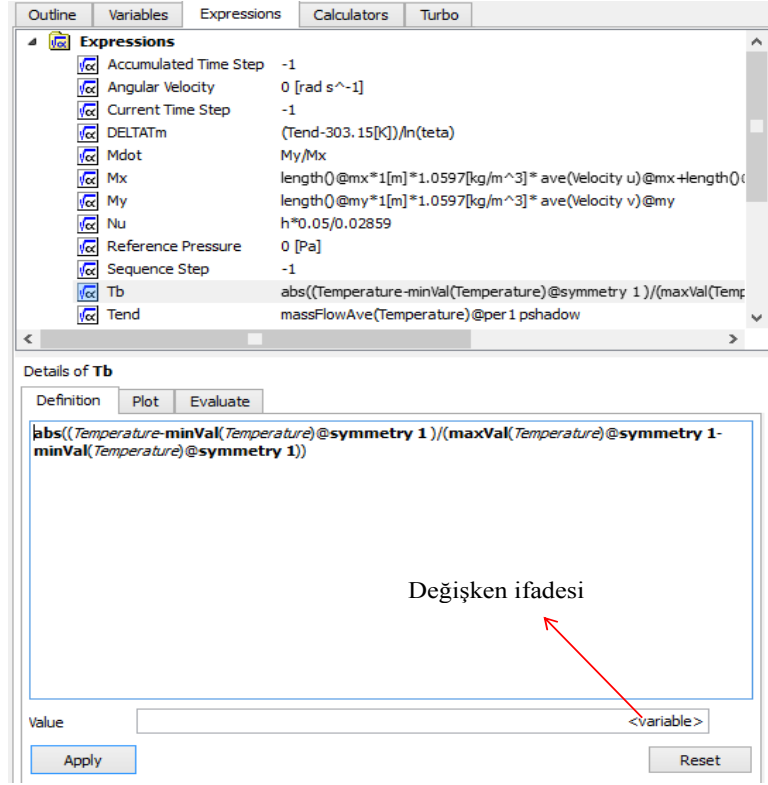 Outline Variables Expressions Calculators Turbo
Expressions
Accumulated Time Step -1
Angular Velocity 0 [rad s^-1]
Current Time Step -1
DELTATm (Tend-303.15[K])/ln(teta)
Mdot My/Mx
Mx length()@mx*1[m]*1.0597[kg/m^3]* ave(Velocity u)@mx+length()@
My length()@my*1[m]*1.0597[kg/m^3]* ave(Velocity v)@my
Nu h*0.05/0.02859
Reference Pressure 0 [Pa]
Sequence Step -1
Tb abs((Temperature-minVal(Temperature)@symmetry 1 )/(maxVal(Temp
Tend massFlowAve(Temperature)@per1 pshadow
Details of Tb
Definition Plot Evaluate
abs((Temperature-minVal(Temperature)@symmetry 1 )/(maxVal(Temperature)@symmetry 1-
minVal(Temperature)@symmetry 1))
Değişken ifadesi
Value <variable>
Apply Reset